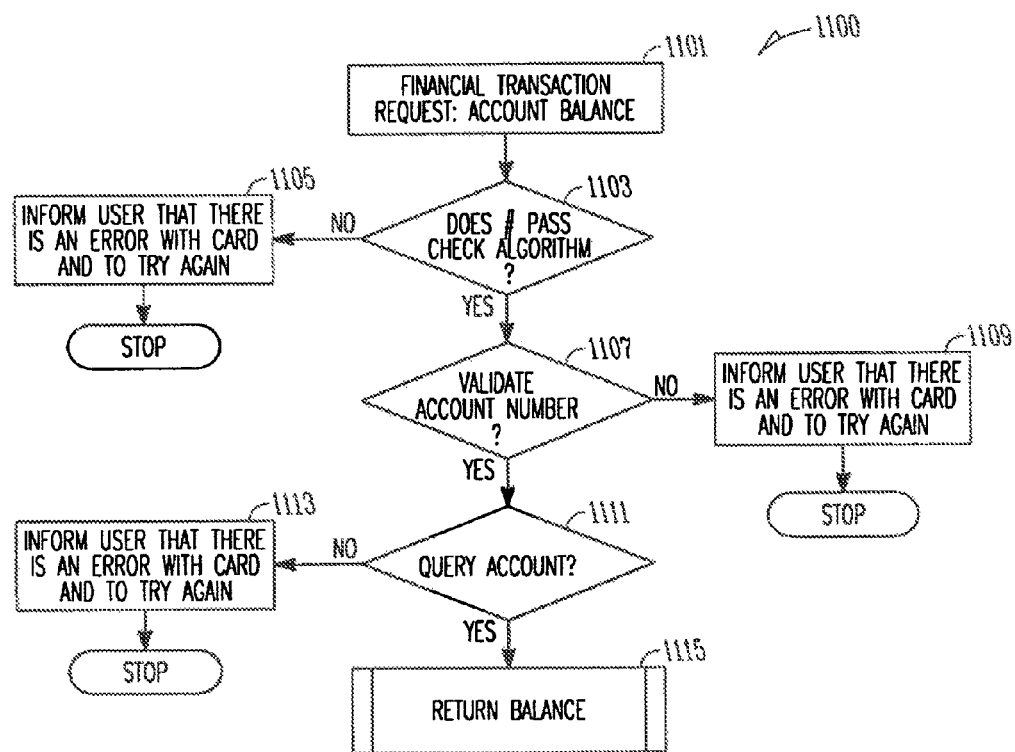 1100
1101
FINANCIAL TRANSACTION
REQUEST: ACCOUNT BALANCE
1103
DOES # PASS
CHECK ALGORITHM
?
NO
YES
1105
INFORM USER THAT THERE
IS AN ERROR WITH CARD
AND TO TRY AGAIN
STOP
1107
VALIDATE
ACCOUNT NUMBER
?
NO
YES
1109
INFORM USER THAT THERE
IS AN ERROR WITH CARD
AND TO TRY AGAIN
STOP
1111
QUERY ACCOUNT?
NO
YES
1113
INFORM USER THAT THERE
IS AN ERROR WITH CARD
AND TO TRY AGAIN
STOP
1115
RETURN BALANCE